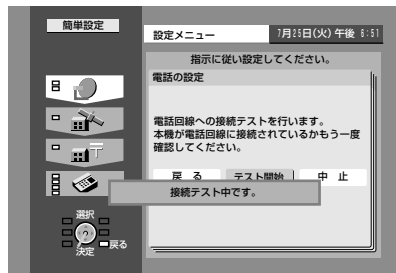 簡単設定
設定メニュー
7月25日(火) 午後 6:51
指示に従い設定してください。
電話の設定
電話回線への接続テストを行います。
本機が電話回線に接続されているかもう一度
確認してください。
戻 る
テスト開始
中 止
接続テスト中です。
選択
決定
戻る